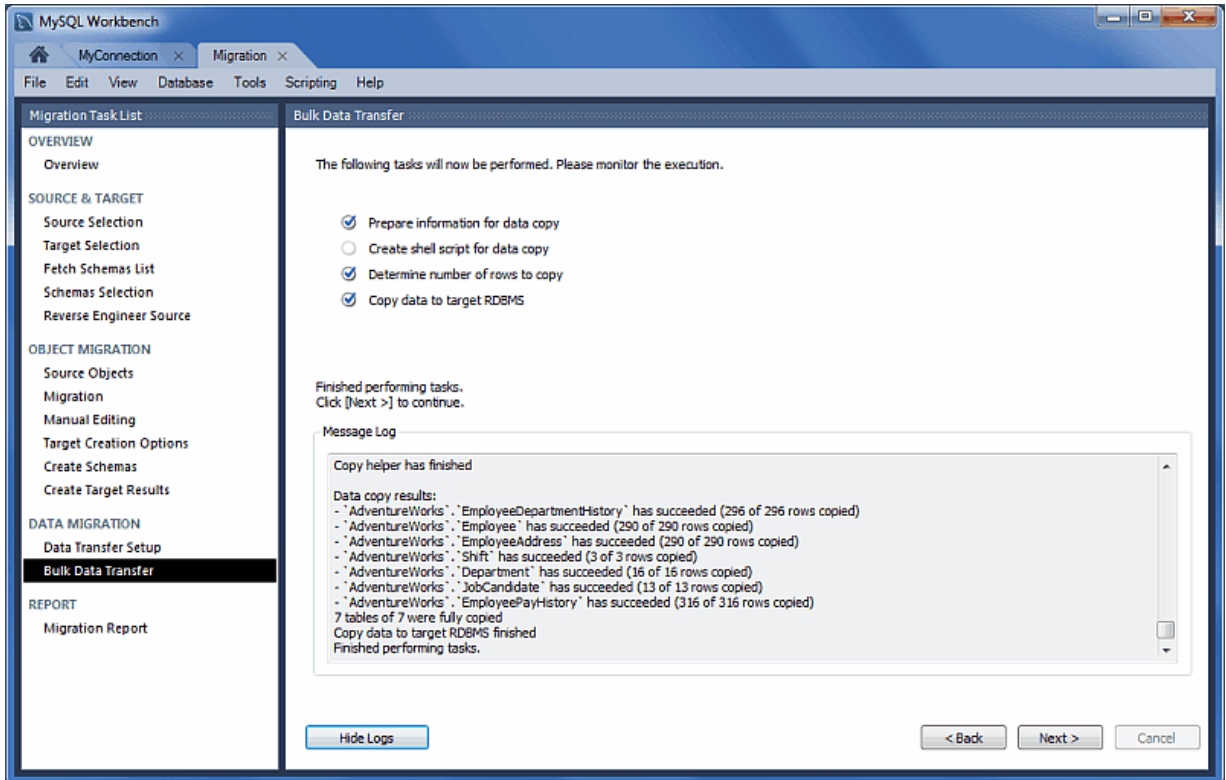 MySQL Workbench
MyConnection
Migration
File Edit View Database Tools Scripting Help
Migration Task List
OVERVIEW
Overview
SOURCE & TARGET
Source Selection
Target Selection
Fetch Schemas List
Schemas Selection
Reverse Engineer Source
OBJECT MIGRATION
Source Objects
Migration
Manual Editing
Target Creation Options
Create Schemas
Create Target Results
DATA MIGRATION
Data Transfer Setup
Bulk Data Transfer
REPORT
Migration Report
Bulk Data Transfer
The following tasks will now be performed. Please monitor the execution.
Prepare information for data copy
Create shell script for data copy
Determine number of rows to copy
Copy data to target RDBMS
Finished performing tasks.
Click [Next >] to continue.
Message Log
Copy helper has finished
Data copy results:
- `AdventureWorks`.`EmployeeDepartmentHistory` has succeeded (296 of 296 rows copied)
- `AdventureWorks`.`Employee` has succeeded (290 of 290 rows copied)
- `AdventureWorks`.`EmployeeAddress` has succeeded (290 of 290 rows copied)
- `AdventureWorks`.`Shift` has succeeded (3 of 3 rows copied)
- `AdventureWorks`.`Department` has succeeded (16 of 16 rows copied)
- `AdventureWorks`.`JobCandidate` has succeeded (13 of 13 rows copied)
- `AdventureWorks`.`EmployeePayHistory` has succeeded (316 of 316 rows copied)
7 tables of 7 were fully copied
Copy data to target RDBMS finished
Finished performing tasks.
Hide Logs
< Back
Next >
Cancel